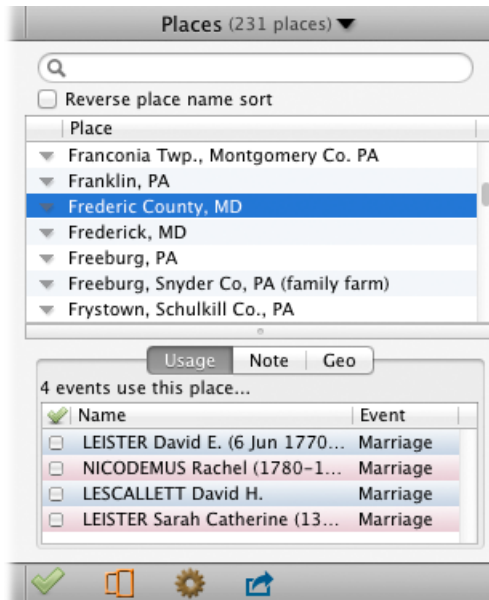 Places (231 places)
Reverse place name sort
Place
Franconia Twp., Montgomery Co. PA
Franklin, PA
Frederic County, MD
Frederick, MD
Freeburg, PA
Freeburg, Snyder Co, PA (family farm)
Frystown, Schulkill Co., PA
Usage Note Geo
4 events use this place...
Name Event
LEISTER David E. (6 Jun 1770... Marriage
NICODEMUS Rachel (1780–1... Marriage
LESCALLETT David H. Marriage
LEISTER Sarah Catherine (13... Marriage